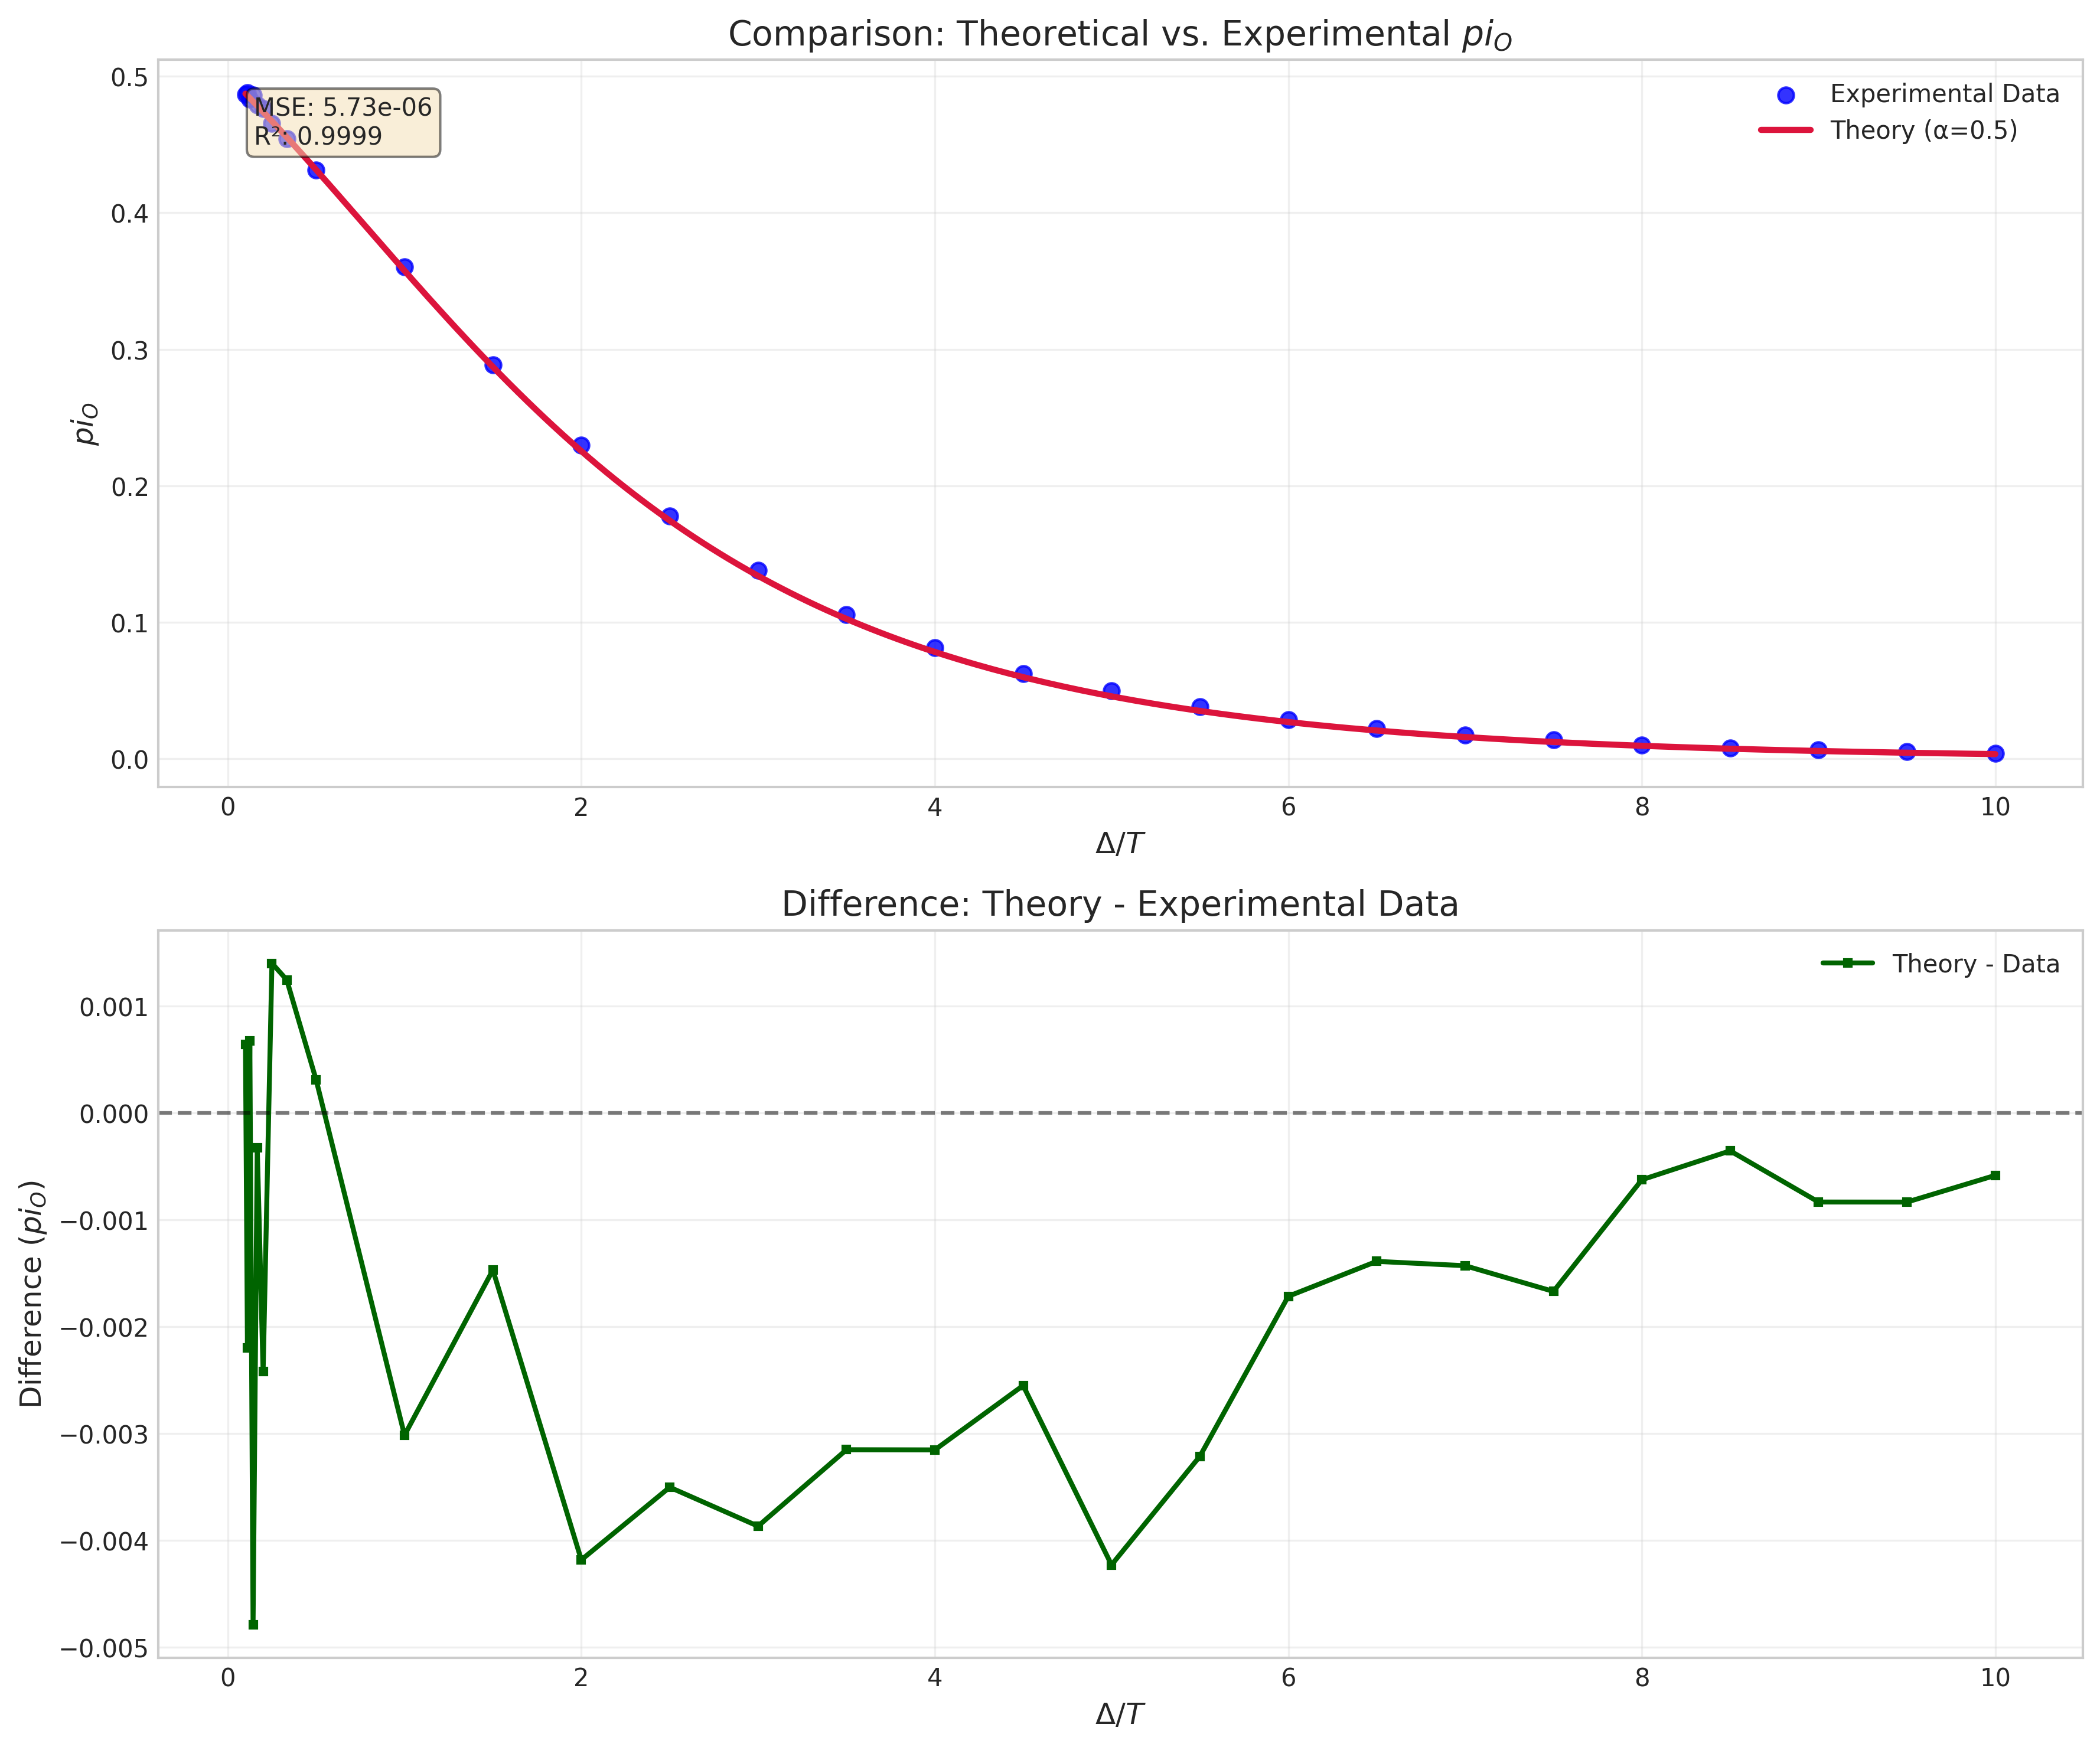 Comparison: Theoretical vs. Experimental pi_O
0.5
0.4
0.3
0.2
0.1
0.0
pi_O
MSE: 5.73e-06
R²: 0.9999
Experimental Data
Theory (α=0.5)
0 2 4 6 8 10
Δ/T
Difference: Theory - Experimental Data
0.001
0.000
−0.001
−0.002
−0.003
−0.004
−0.005
Difference (pi_O)
Theory - Data
0 2 4 6 8 10
Δ/T